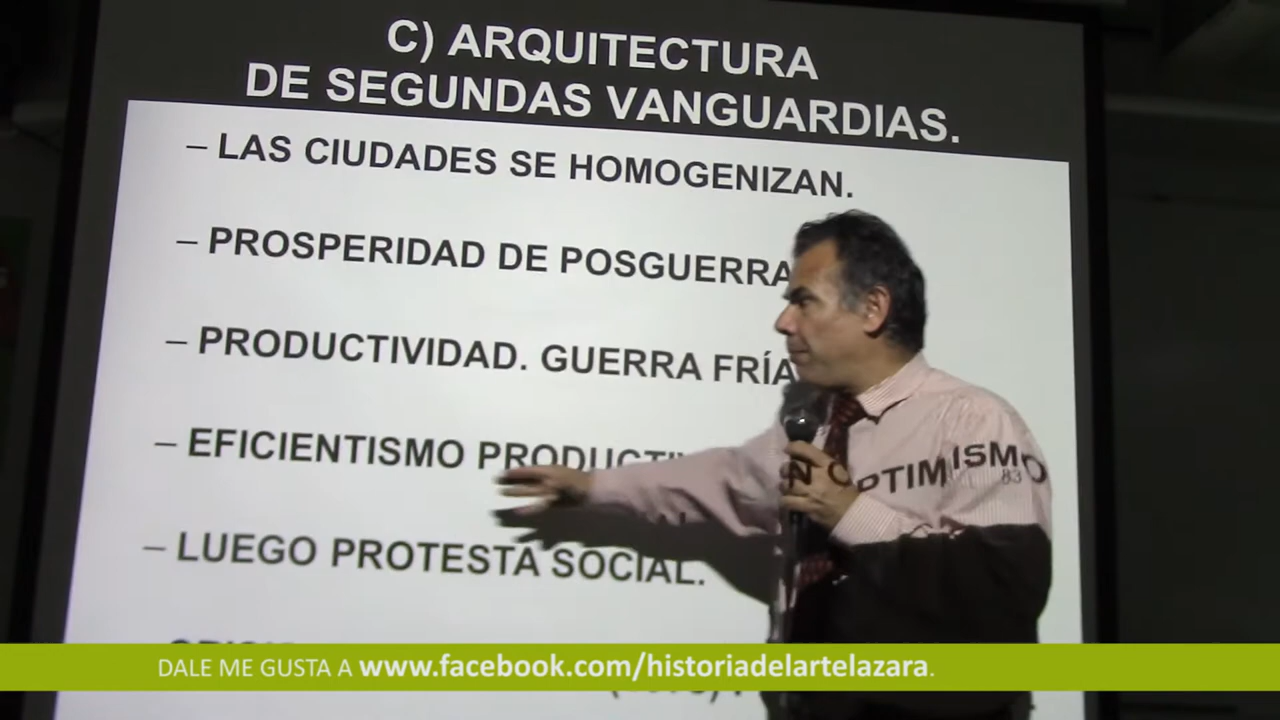 C) ARQUITECTURA
DE SEGUNDAS VANGUARDIAS.
– LAS CIUDADES SE HOMOGENIZAN.
– PROSPERIDAD DE POSGUERRA
– PRODUCTIVIDAD. GUERRA FRÍA
– EFICIENTISMO OPTIMISMO
83
– LUEGO PROTESTA SOCIAL.
DALE ME GUSTA A www.facebook.com/historiadelartelazara.